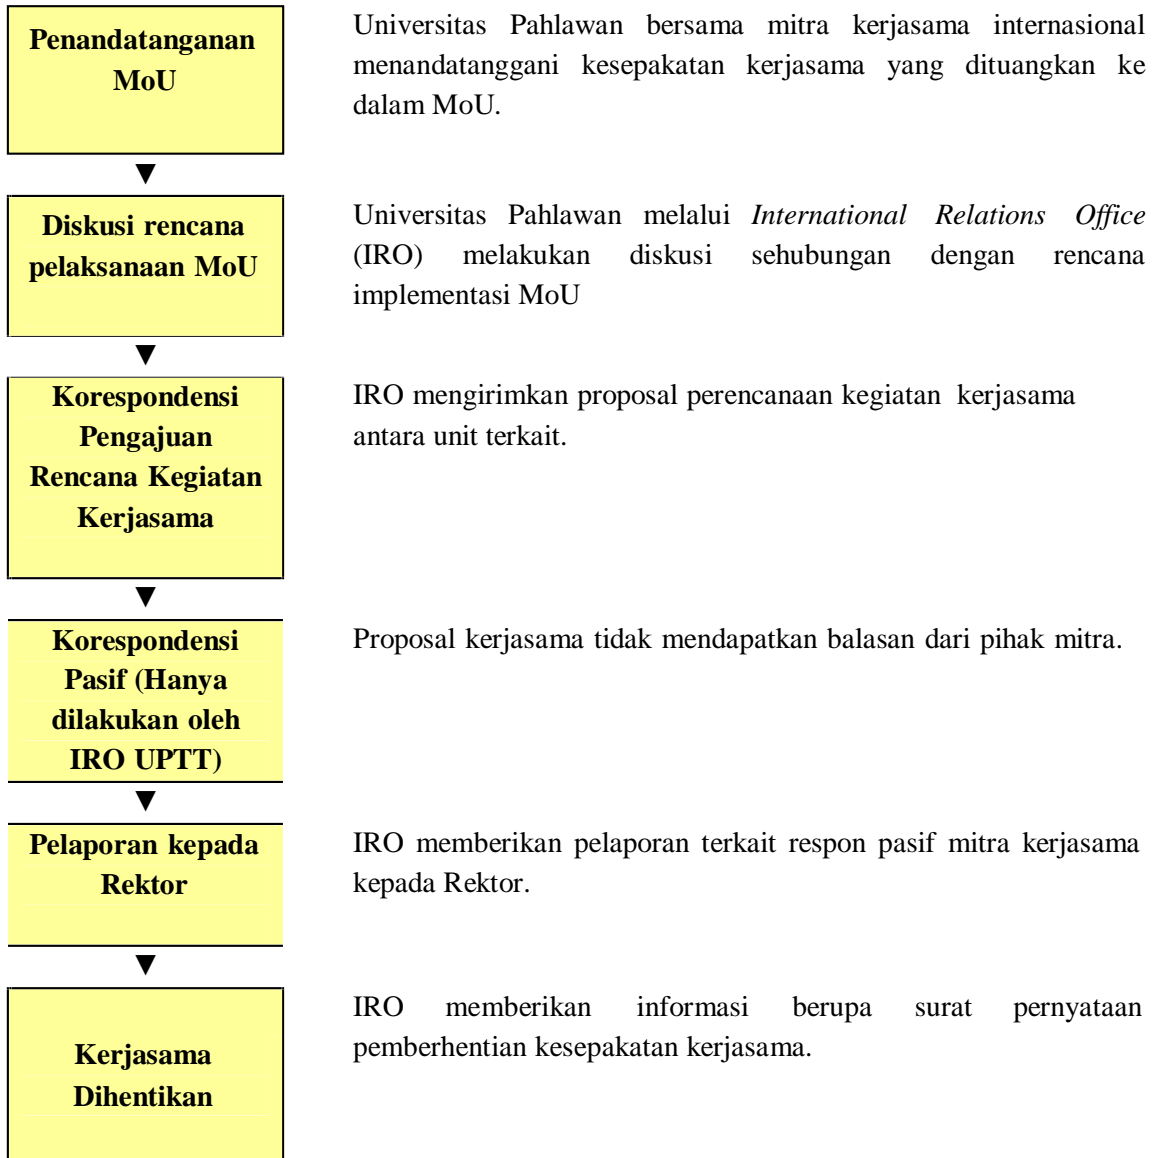 Penandatanganan
MoU
Universitas Pahlawan bersama mitra kerjasama internasional
menandatanggani kesepakatan kerjasama yang dituangkan ke
dalam MoU.
▼
Diskusi rencana
pelaksanaan MoU
Universitas Pahlawan melalui International Relations Office
(IRO) melakukan diskusi sehubungan dengan rencana
implementasi MoU
▼
Korespondensi
Pengajuan
Rencana Kegiatan
Kerjasama
IRO mengirimkan proposal perencanaan kegiatan kerjasama
antara unit terkait.
▼
Korespondensi
Pasif (Hanya
dilakukan oleh
IRO UPTT)
Proposal kerjasama tidak mendapatkan balasan dari pihak mitra.
▼
Pelaporan kepada
Rektor
IRO memberikan pelaporan terkait respon pasif mitra kerjasama
kepada Rektor.
▼
Kerjasama
Dihentikan
IRO memberikan informasi berupa surat pernyataan
pemberhentian kesepakatan kerjasama.